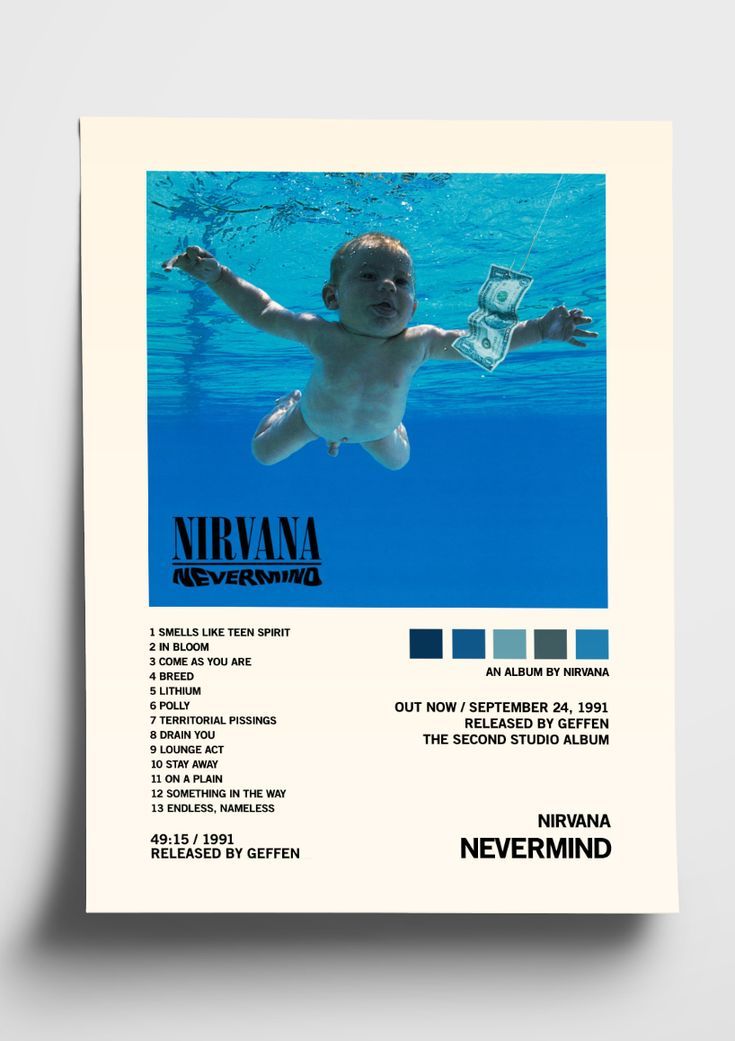 NIRVANA
NEVERMIND
1 SMELLS LIKE TEEN SPIRIT
2 IN BLOOM
3 COME AS YOU ARE
4 BREED
5 LITHIUM
6 POLLY
7 TERRITORIAL PISSINGS
8 DRAIN YOU
9 LOUNGE ACT
10 STAY AWAY
11 ON A PLAIN
12 SOMETHING IN THE WAY
13 ENDLESS, NAMELESS
49:15 / 1991
RELEASED BY GEFFEN
AN ALBUM BY NIRVANA
OUT NOW / SEPTEMBER 24, 1991
RELEASED BY GEFFEN
THE SECOND STUDIO ALBUM
NIRVANA
NEVERMIND